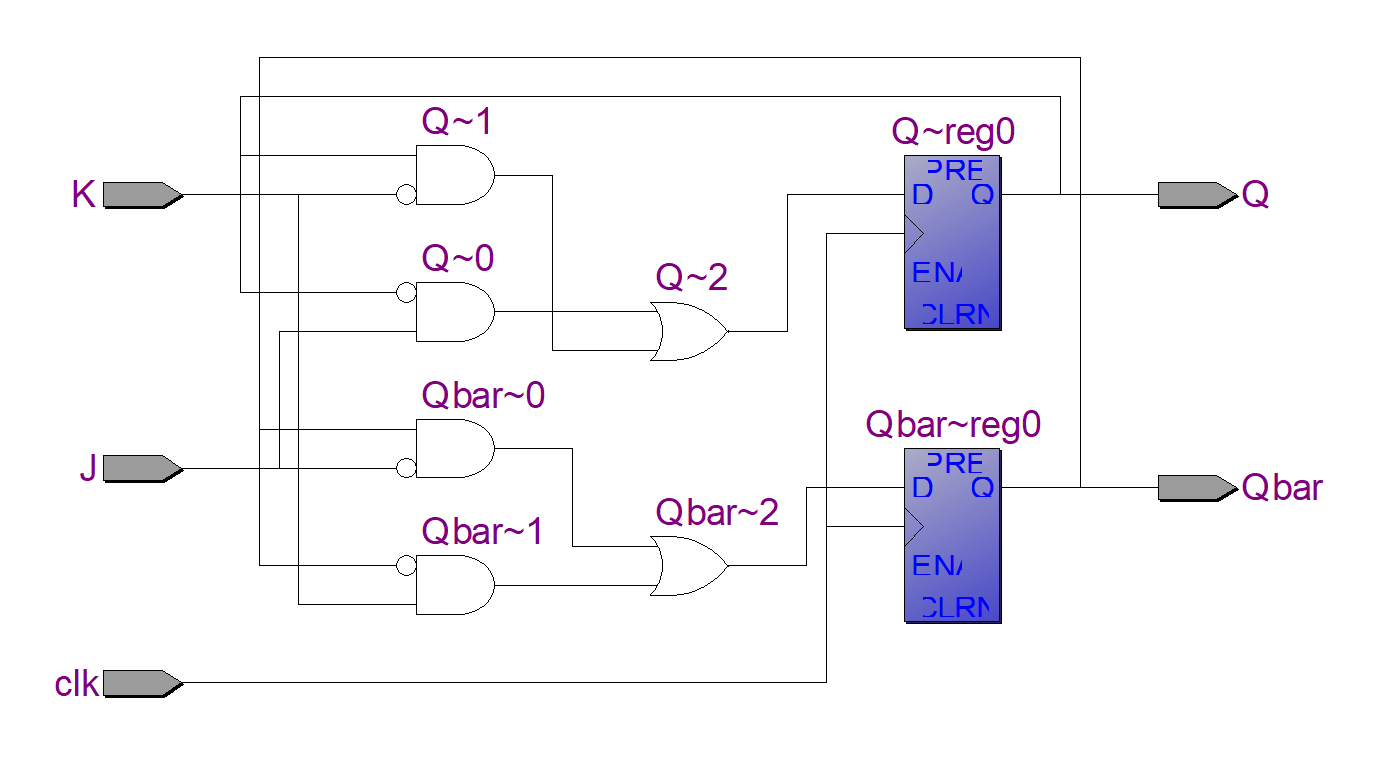 Q~1
Q~reg0
PRE
K
D Q
Q
Q~0
ENA
Q~2
CLRN
Qbar~0
Qbar~reg0
PRE
J
D Q
Qbar
Qbar~2
Qbar~1
ENA
CLRN
clk